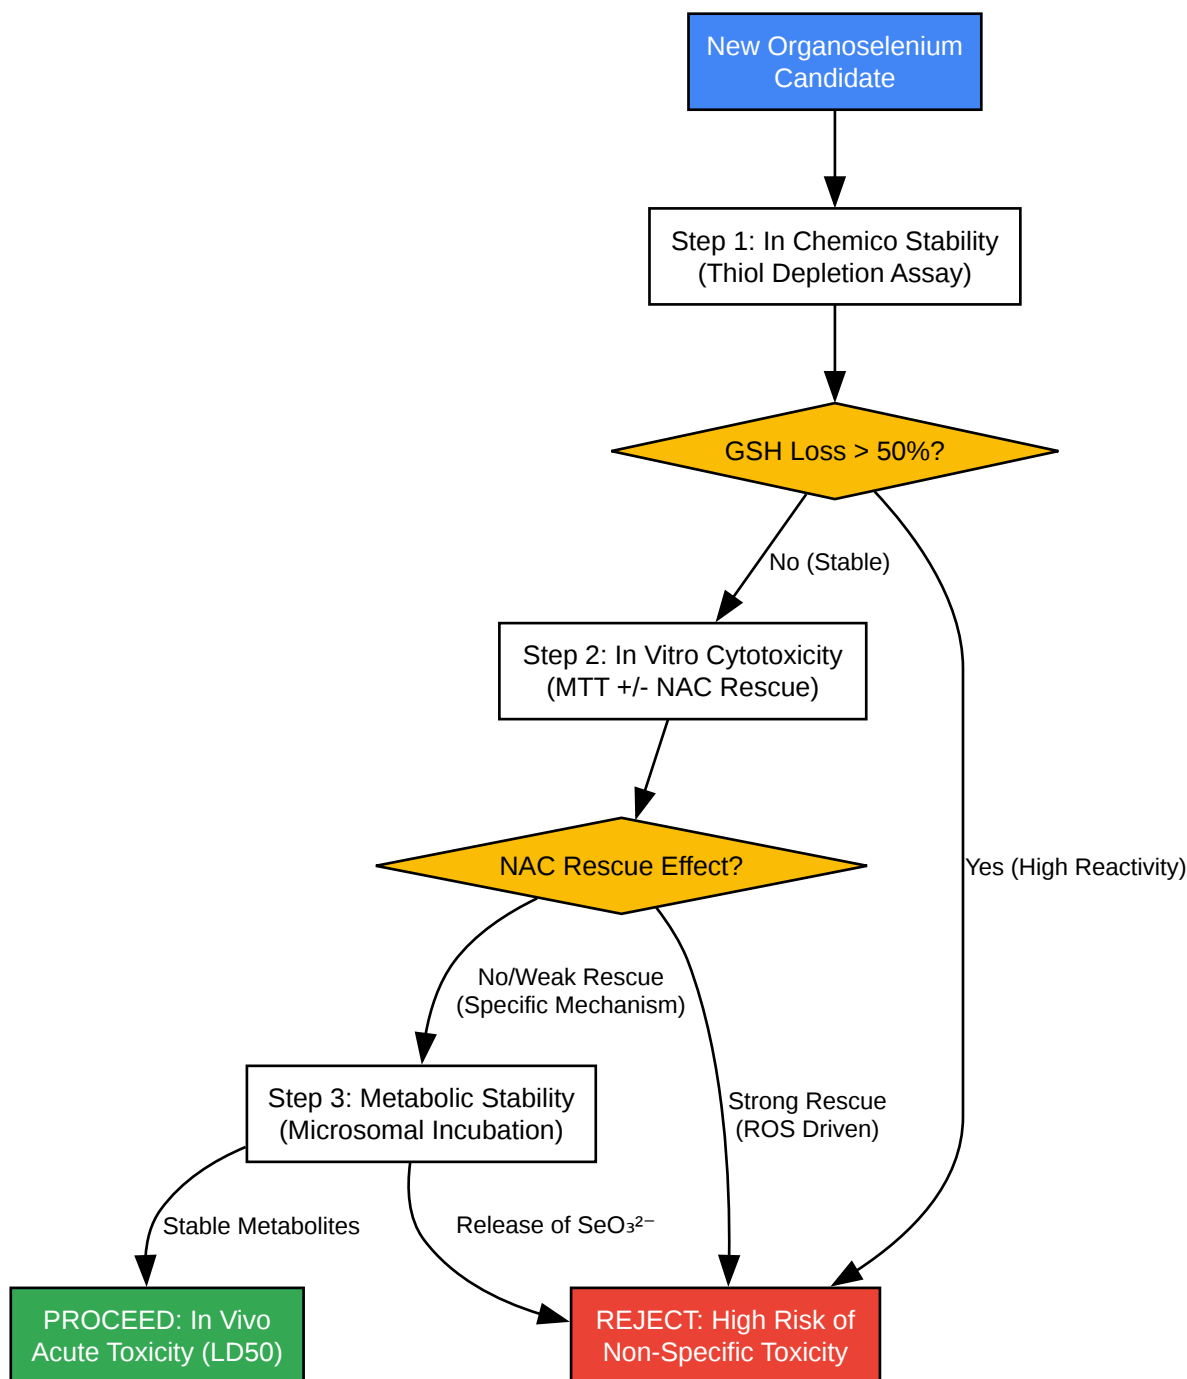 New Organoselenium
Candidate
Step 1: In Chemico Stability
(Thiol Depletion Assay)
GSH Loss > 50%?
No (Stable)
Step 2: In Vitro Cytotoxicity
(MTT +/- NAC Rescue)
NAC Rescue Effect?
Yes (High Reactivity)
No/Weak Rescue
(Specific Mechanism)
Step 3: Metabolic Stability
(Microsomal Incubation)
Strong Rescue
(ROS Driven)
Stable Metabolites
Release of SeO₃²⁻
PROCEED: In Vivo
Acute Toxicity (LD50)
REJECT: High Risk of
Non-Specific Toxicity